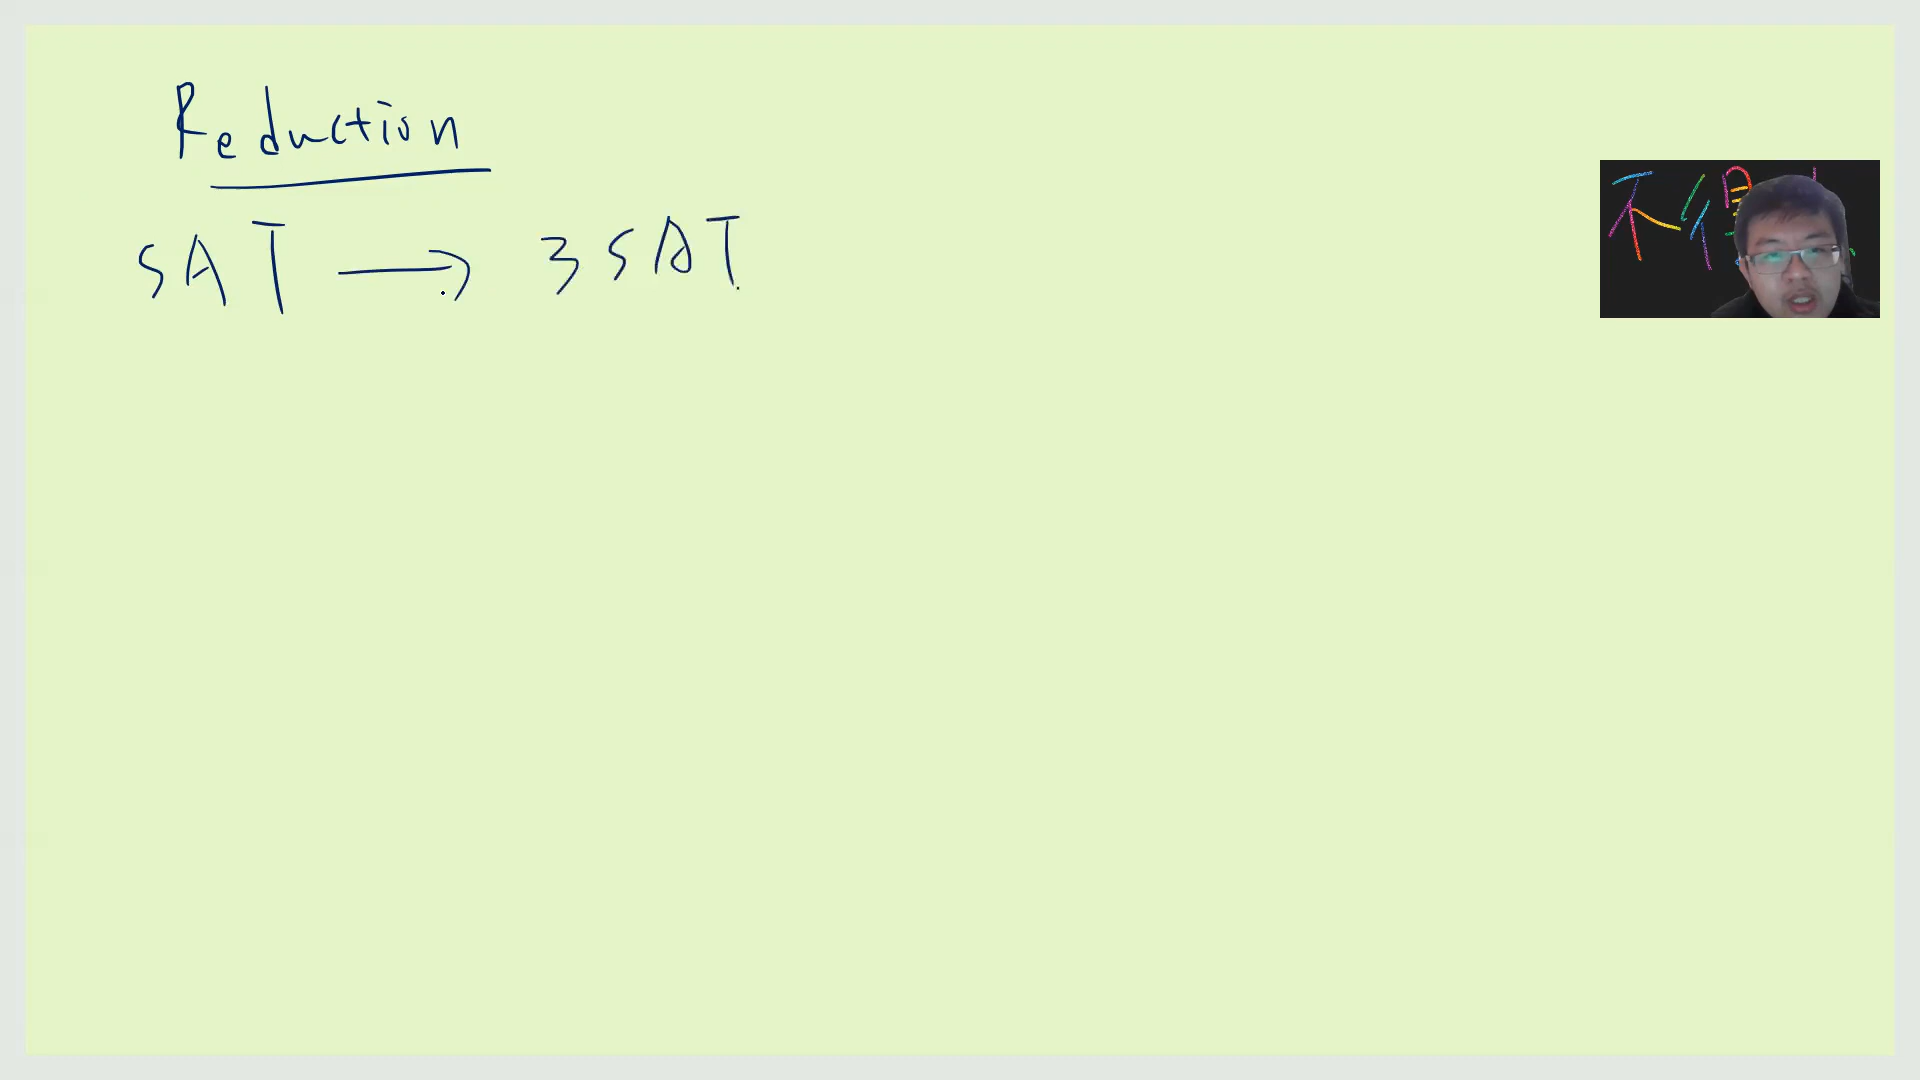 Reduction
SAT → 3SAT